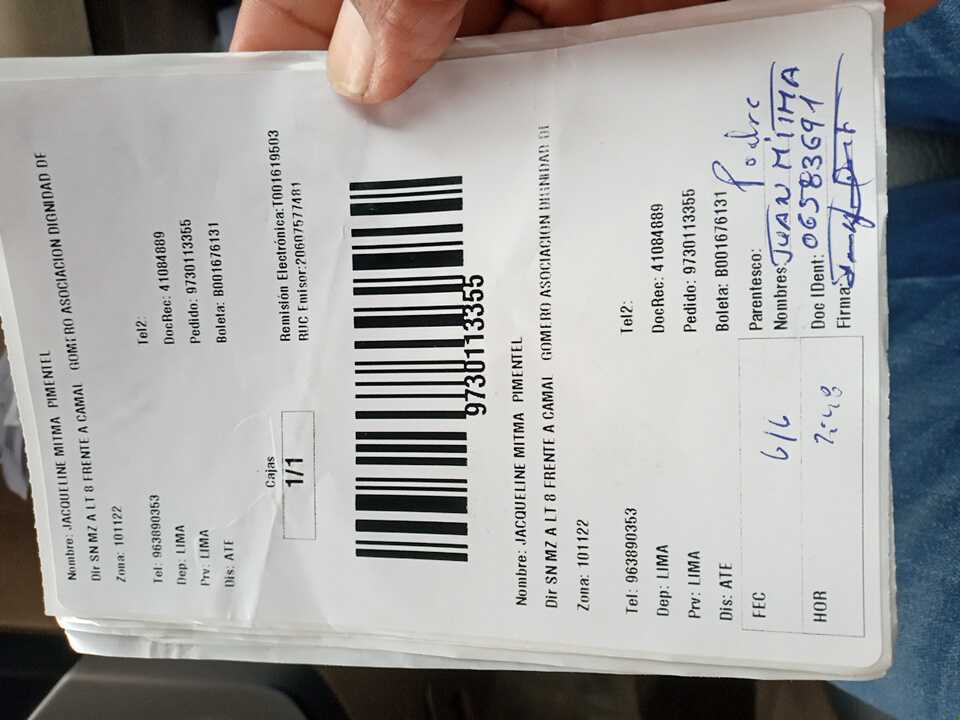 Nombre: JACQUELINE MITMA PIMENTEL
Dir SN MZ A LT 8 FRENTE A CAMAL GOMERO ASOCIACION DIGNIDAD DE
Zona: 101122
Tel: 963890353 Tel2:
Dep: LIMA DocRec: 41084889
Prv: LIMA Pedido: 9730113355
Dis: ATE Boleta: B001676131
Cajas
1/1
Remisión Electrónica:T001619503
RUC Emisor:20607577481
9730113355
Nombre: JACQUELINE MITMA PIMENTEL
Dir SN MZ A LT 8 FRENTE A CAMAL GOMERO ASOCIACION DIGNIDAD DE
Zona: 101122
Tel: 963890353 Tel2:
Dep: LIMA DocRec: 41084889
Prv: LIMA Pedido: 9730113355
Dis: ATE Boleta: B001676131
FEC 6/6 Parentesco: Padre
Nombres: JUAN MITMA
HOR Doc IDent: 06583691
Firma: